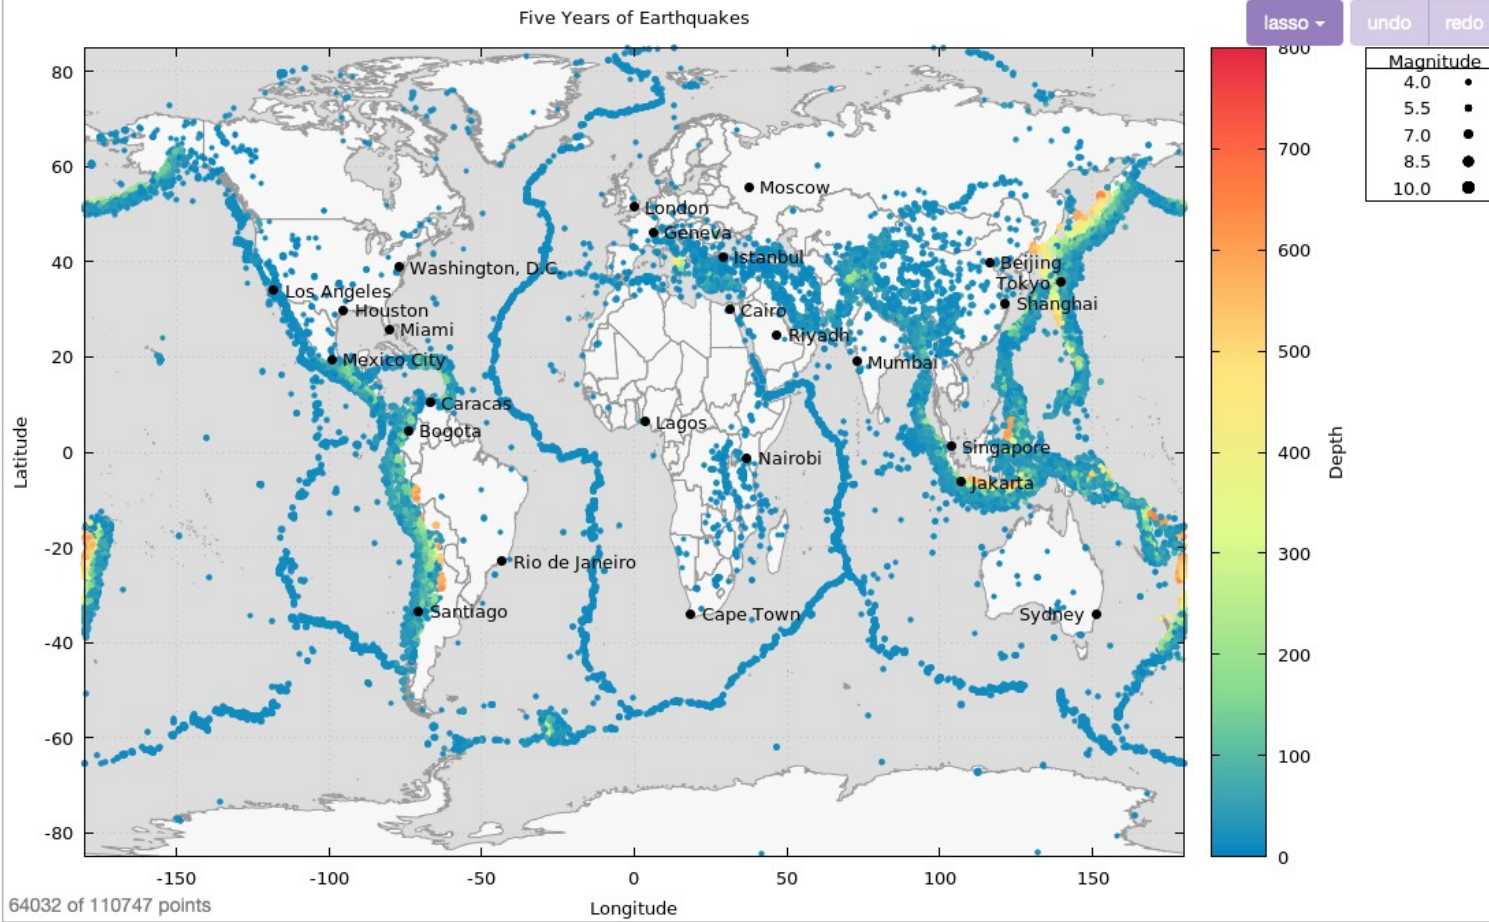 Five Years of Earthquakes
lasso
undo
redo
Magnitude
4.0
5.5
7.0
8.5
10.0
800
700
600
500
400
300
200
100
0
Depth
Latitude
80
60
40
20
0
-20
-40
-60
-80
Moscow
London
Geneva
Istanbul
Washington, D.C.
Beijing
Tokyo
Los Angeles
Shanghai
Houston
Cairo
Miami
Riyadh
Mexico City
Mumbai
Caracas
Lagos
Bogota
Singapore
Nairobi
Jakarta
Rio de Janeiro
Santiago
Cape Town
Sydney
-150
-100
-50
0
50
100
150
Longitude
64032 of 110747 points